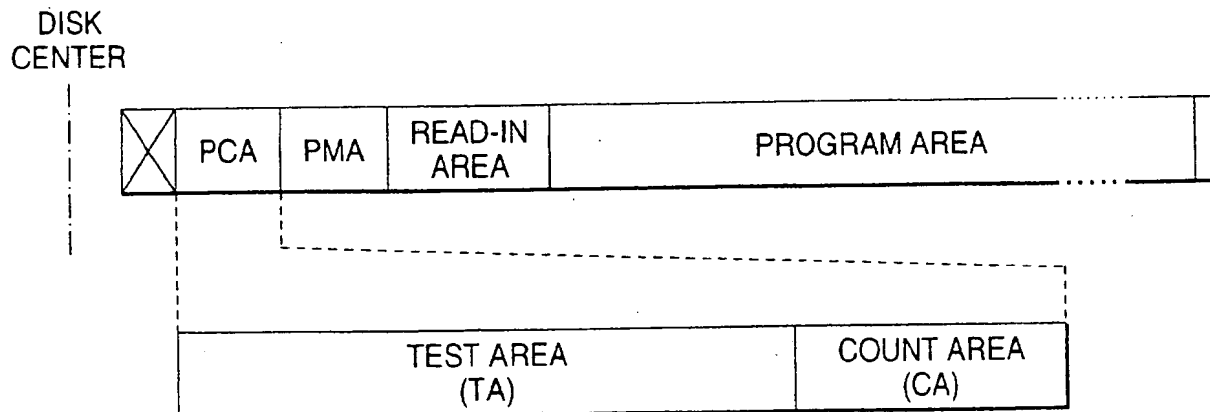 DISK
CENTER
PCA
PMA
READ-IN
AREA
PROGRAM AREA
TEST AREA
(TA)
COUNT AREA
(CA)